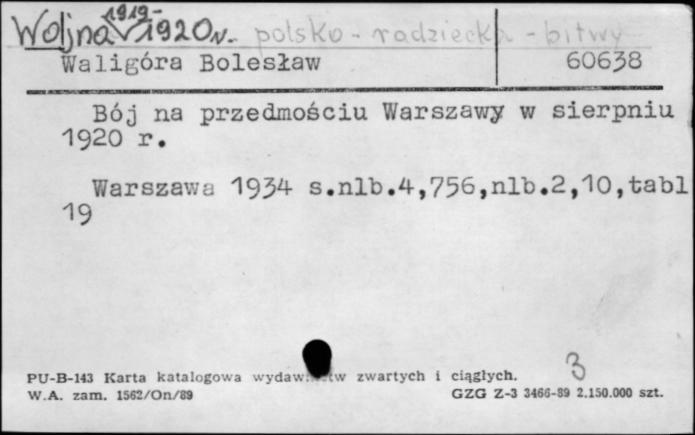 1919-
Wojna 1920r. polsko - radziecka - bitwy
Waligóra Bolesław 60638
Bój na przedmościu Warszawy w sierpniu
1920 r.
Warszawa 1934 s.nlb.4,756,nlb.2,10,tabl
19
3
PU-B-143 Karta katalogowa wydawnictw zwartych i ciągłych.
W.A. zam. 1562/On/89 GZG Z-3 3466-89 2.150.000 szt.